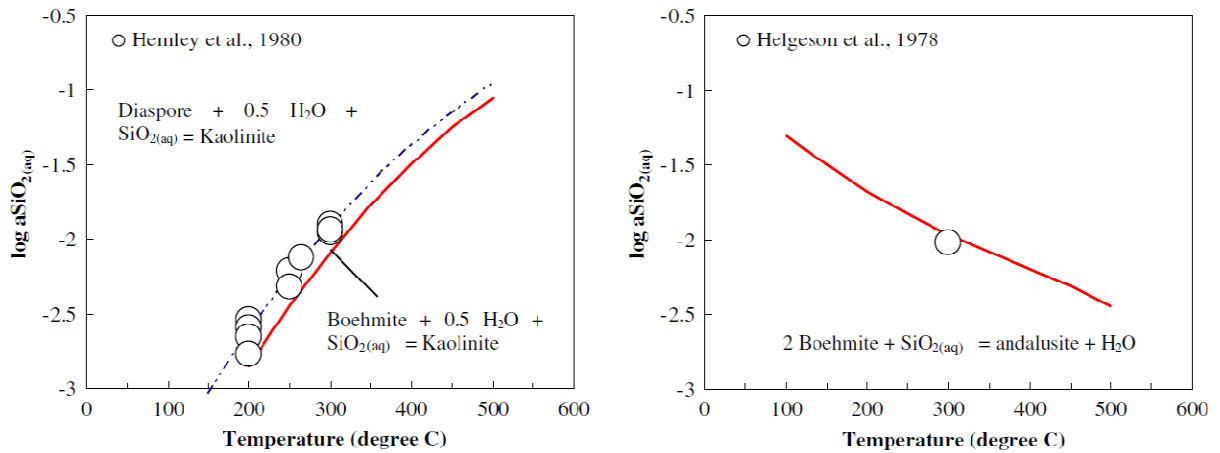 -0.5
-1
-1.5
-2
-2.5
-3
log aSiO2(aq)
Hemley et al., 1980
Diaspore + 0.5 H2O +
SiO2(aq) = Kaolinite
Boehmite + 0.5 H2O +
SiO2(aq) = Kaolinite
0 100 200 300 400 500 600
Temperature (degree C)
-0.5
-1
-1.5
-2
-2.5
-3
log aSiO2(aq)
Helgeson et al., 1978
2 Boehmite + SiO2(aq) = andalusite + H2O
0 100 200 300 400 500 600
Temperature (degree C)